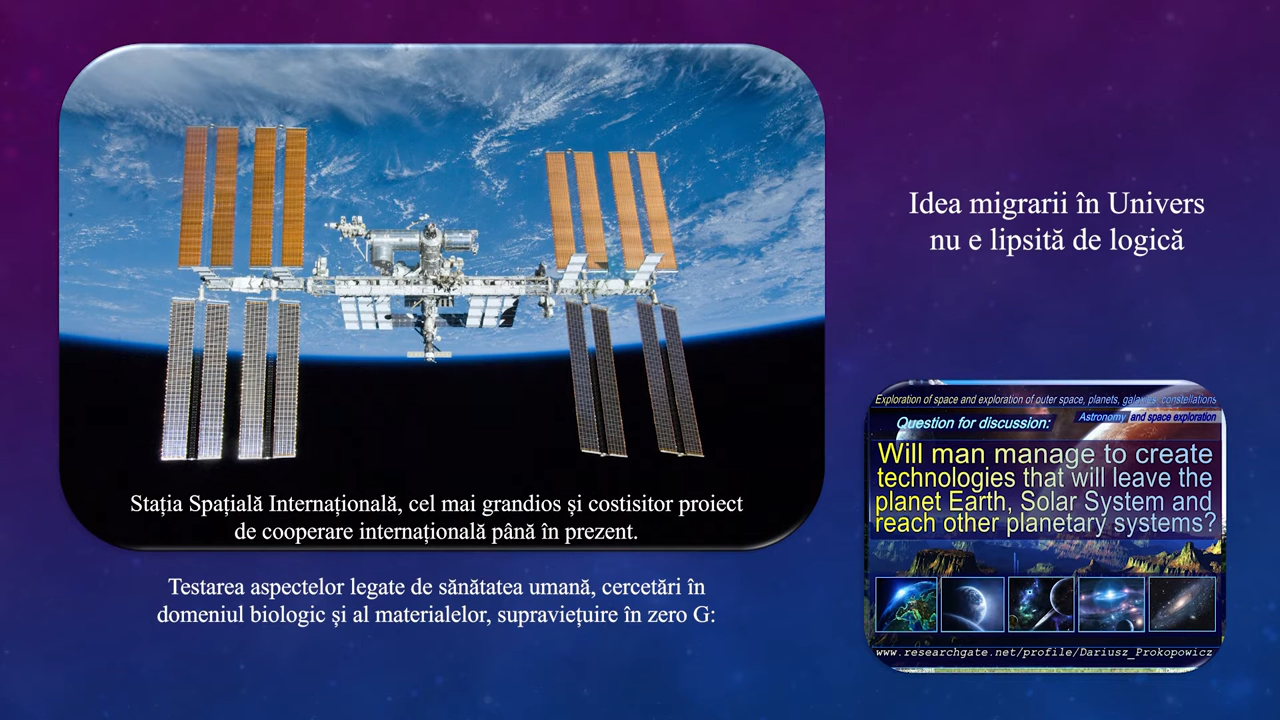 Stația Spațială Internațională, cel mai grandios și costisitor proiect
de cooperare internațională până în prezent.
Testarea aspectelor legate de sănătatea umană, cercetări în
domeniul biologic și al materialelor, supraviețuire în zero G:
Idea migrarii în Univers
nu e lipsită de logică
Exploration of space and exploration of outer space, planets, galaxies, constellations
Question for discussion:
Astronomy and space exploration
Will man manage to create
technologies that will leave the
planet Earth, Solar System and
reach other planetary systems?
www.researchgate.net/profile/Dariusz_Prokopowicz